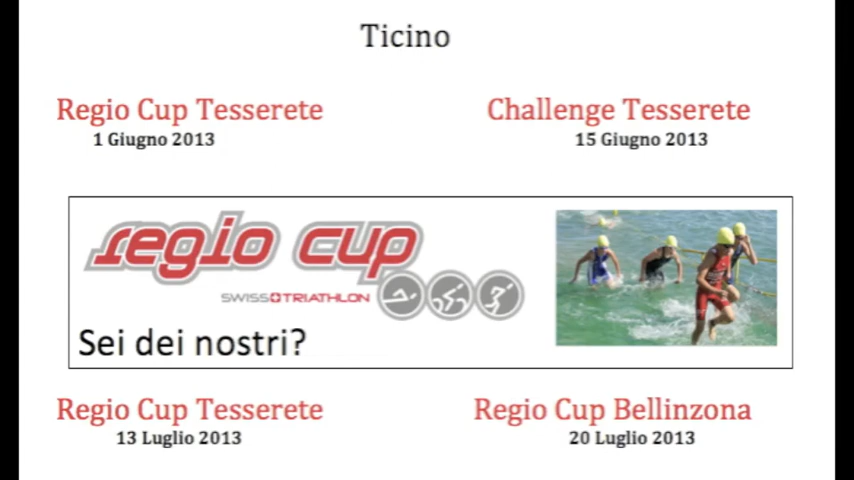 Ticino
Regio Cup Tesserete
1 Giugno 2013
Challenge Tesserete
15 Giugno 2013
regio cup
SWISS TRIATHLON
Sei dei nostri?
Regio Cup Tesserete
13 Luglio 2013
Regio Cup Bellinzona
20 Luglio 2013